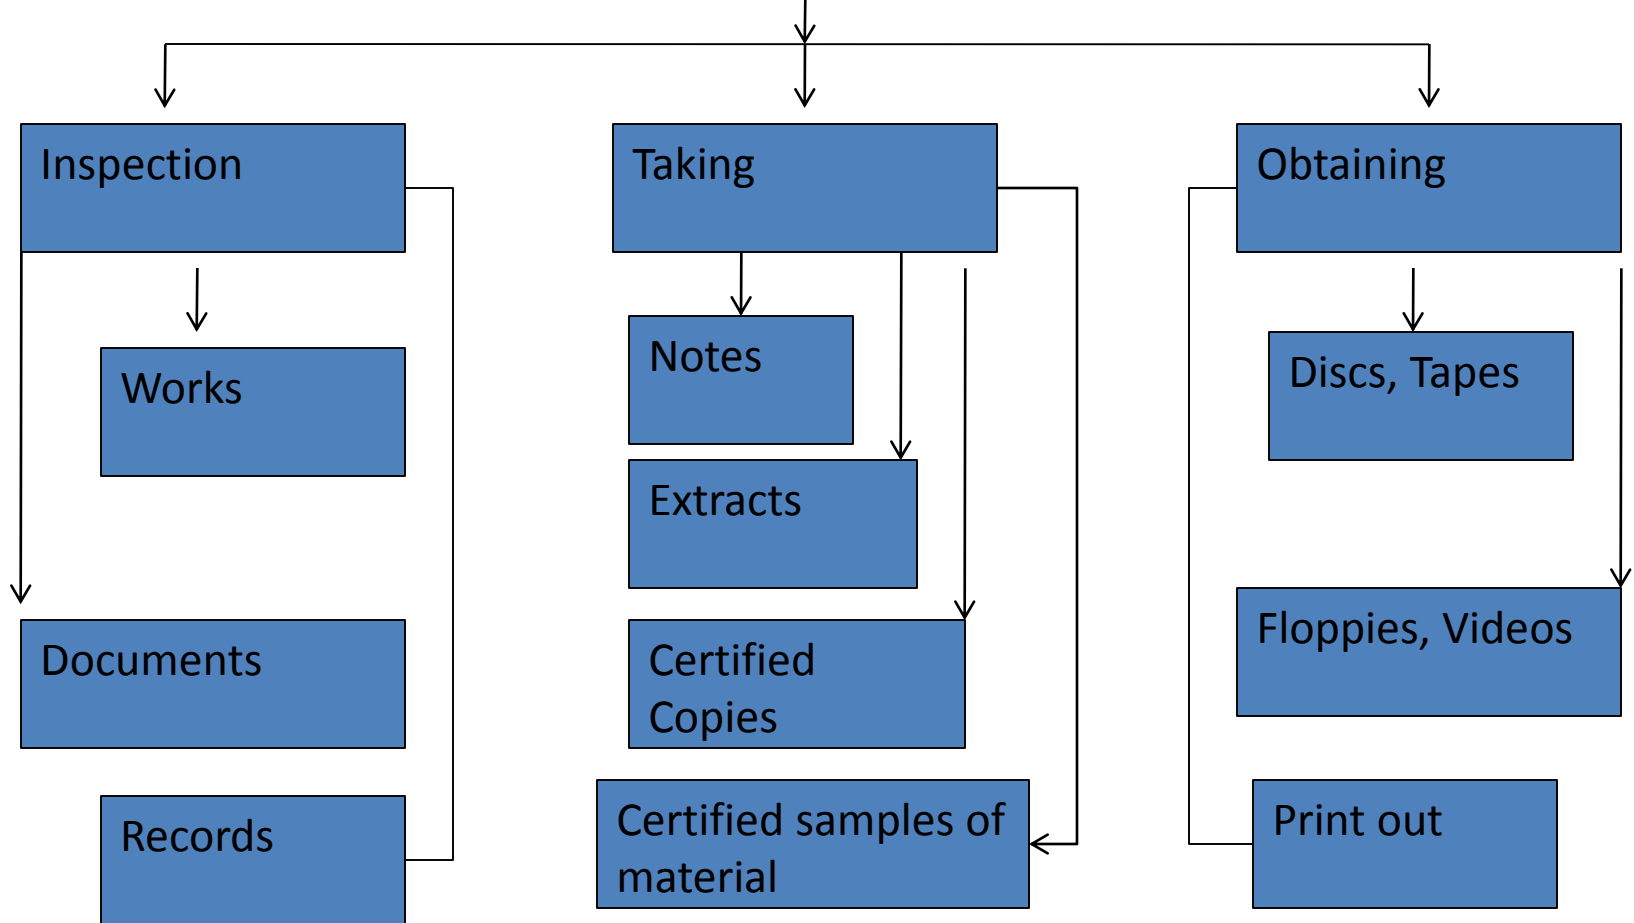 Inspection
Taking
Obtaining
Works
Documents
Records
Notes
Extracts
Certified
Copies
Certified samples of
material
Discs, Tapes
Floppies, Videos
Print out